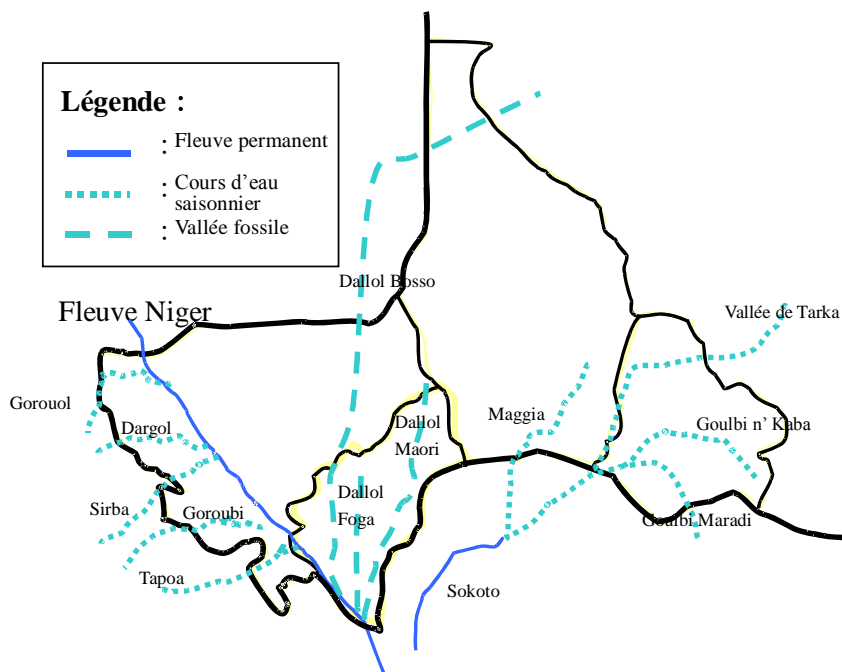 Légende :
: Fleuve permanent
: Cours d'eau
saisonnier
: Vallée fossile
Dallol Bosso
Fleuve Niger
Vallée de Tarka
Gorouol
Dargol
Dallol
Maori
Maggia
Goulbi n' Kaba
Sirba
Goroubi
Dallol
Foga
Goulbi Maradi
Tapoa
Sokoto